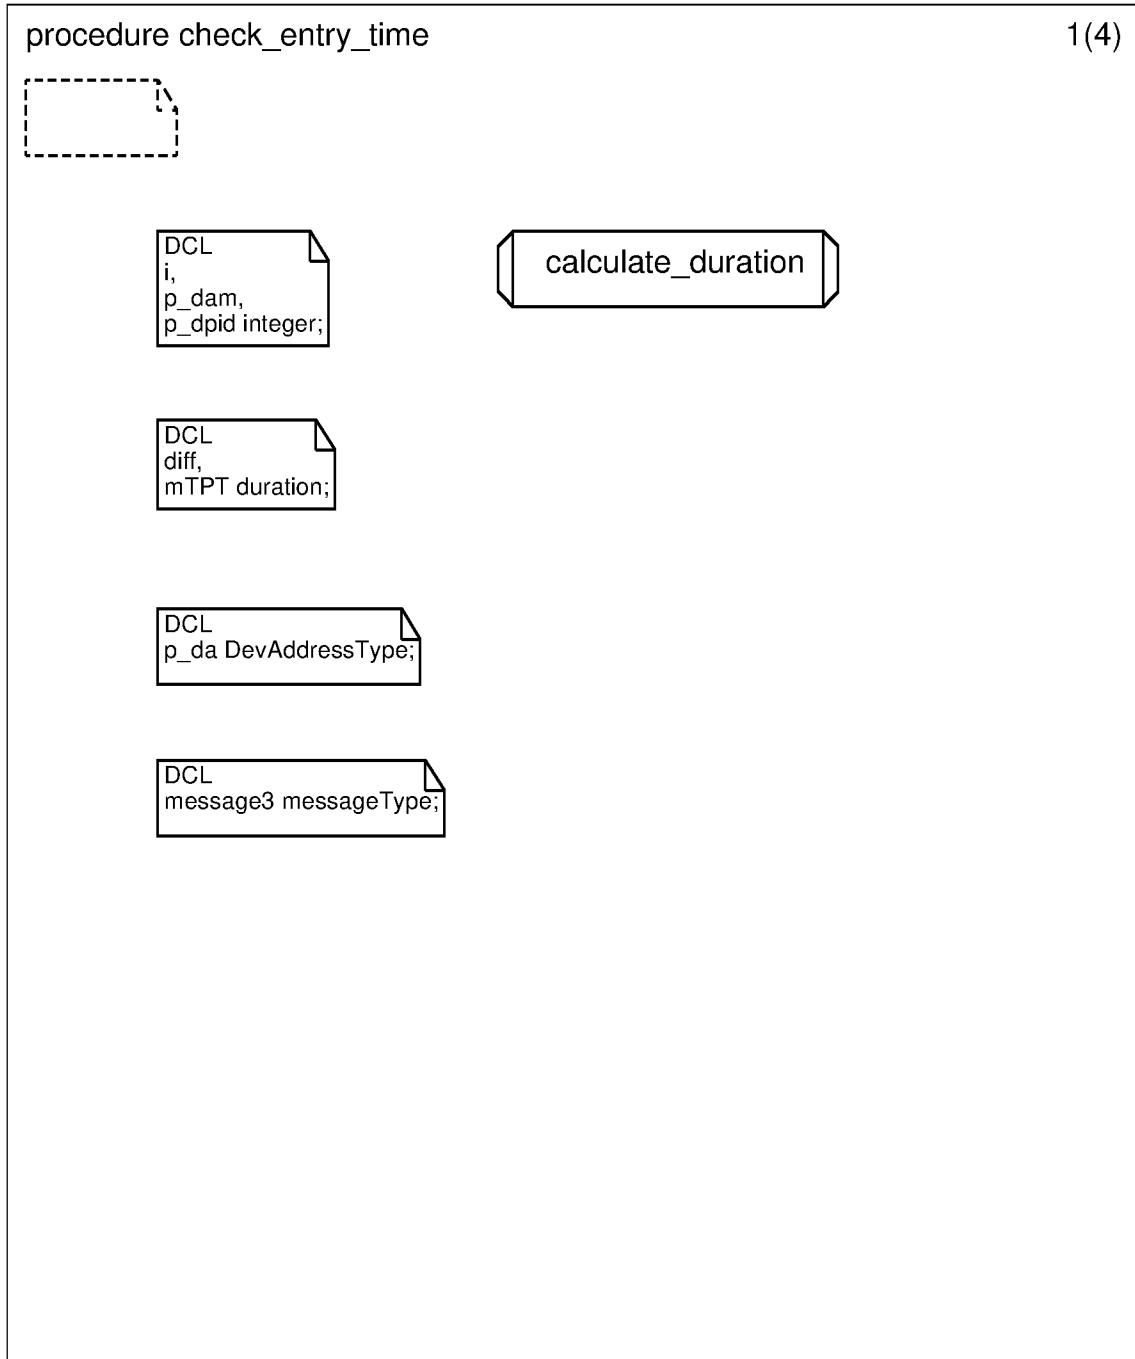 procedure check_entry_time
1(4)
DCL
i,
p_dam,
p_dpid integer;
calculate_duration
DCL
diff,
mTPT duration;
DCL
p_da DevAddressType;
DCL
message3 messageType;